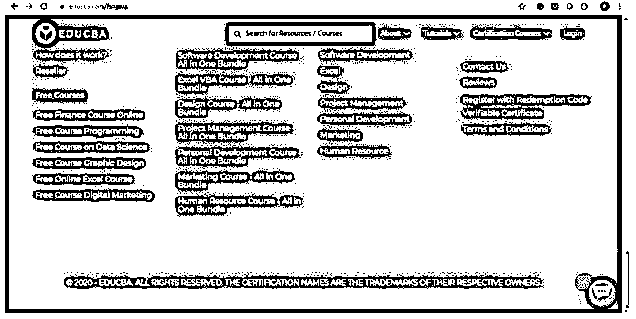 EDUCBA
Search for Resources / Courses
About
Tutorials
Certification Courses
Login
How does it work?
Reseller
Free Courses
Free Finance Course Online
Free Course Programming
Free Course on Data Science
Free Course Graphic Design
Free Online Excel Course
Free Course Digital Marketing
Software Development Course -
All in One Bundle
Excel VBA Course - All in One
Bundle
Design Course - All in One
Bundle
Project Management Course -
All in One Bundle
Personal Development Course -
All in One Bundle
Marketing Course - All in One
Bundle
Human Resource Course - All in One
Bundle
Software Development
Excel
Design
Project Management
Personal Development
Marketing
Human Resource
Contact Us
Reviews
Register with Redemption Code
Verifiable Certificate
Terms and Conditions
© 2020 - EDUCBA. ALL RIGHTS RESERVED. THE CERTIFICATION NAMES ARE THE TRADEMARKS OF THEIR RESPECTIVE OWNERS.